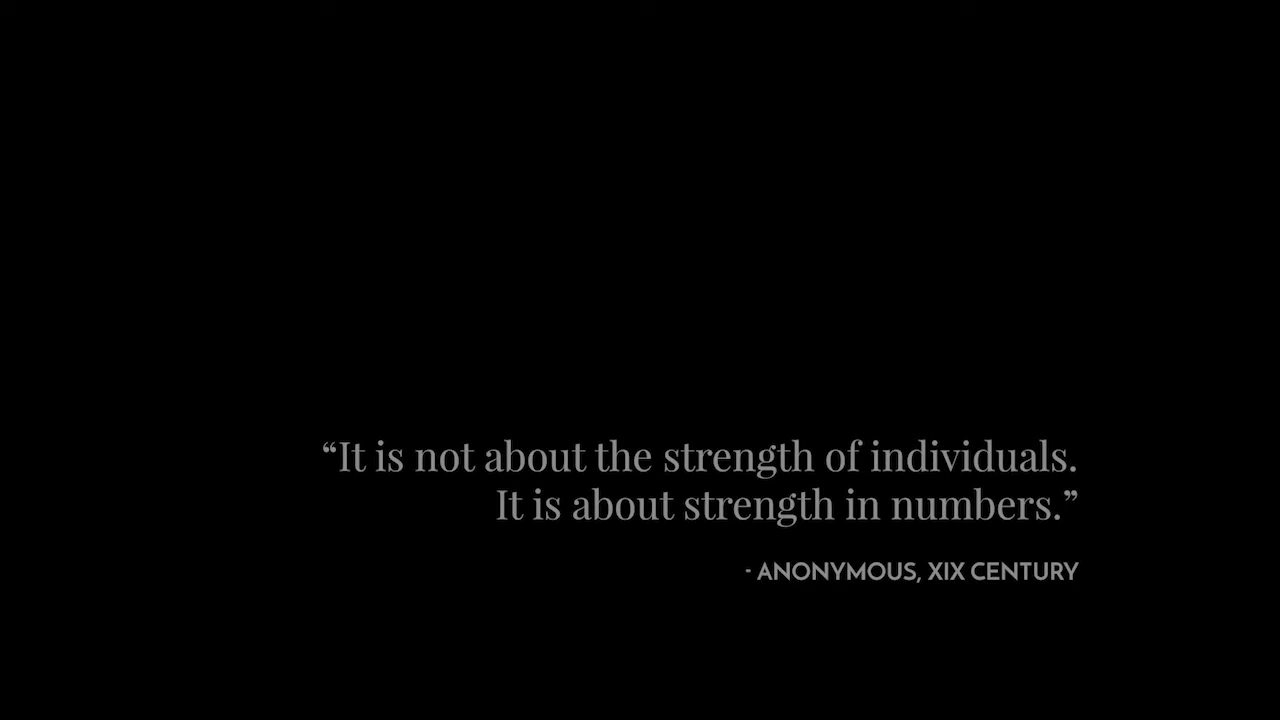 “It is not about the strength of individuals.
It is about strength in numbers.”
- ANONYMOUS, XIX CENTURY